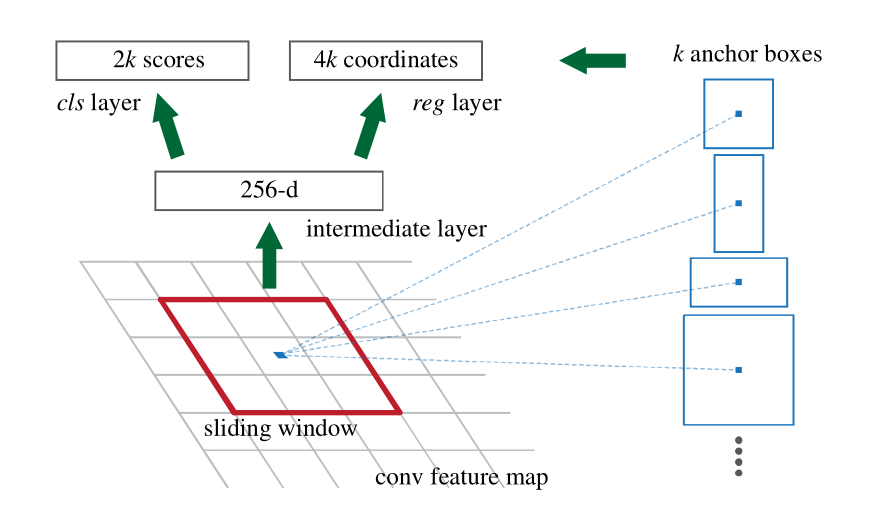 2k scores
4k coordinates
k anchor boxes
cls layer
reg layer
256-d
intermediate layer
sliding window
conv feature map